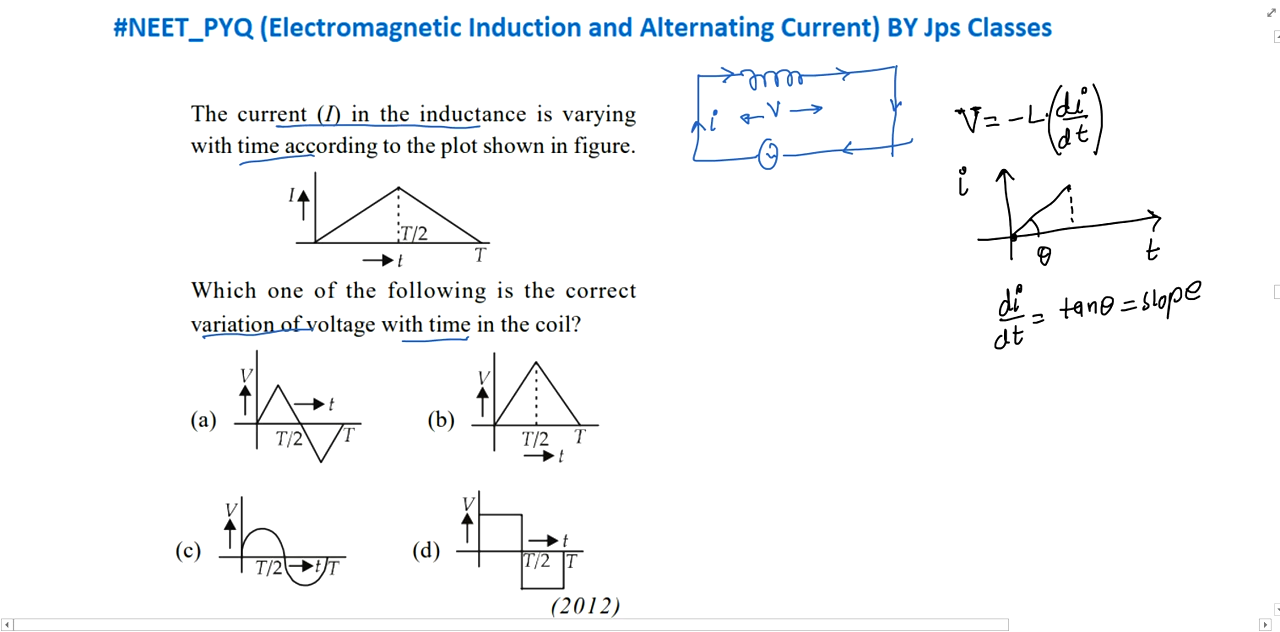 #NEET_PYQ (Electromagnetic Induction and Alternating Current) BY Jps Classes
The current (I) in the inductance is varying
with time according to the plot shown in figure.
I
T/2
t
T
Which one of the following is the correct
variation of voltage with time in the coil?
(a)
V
t
T/2
T
(b)
V
T/2
T
t
(c)
V
T/2
t
T
(d)
V
t
T/2
T
(2012)
i
V
V = -L·(di/dt)
i
θ
t
di/dt = tanθ = slope